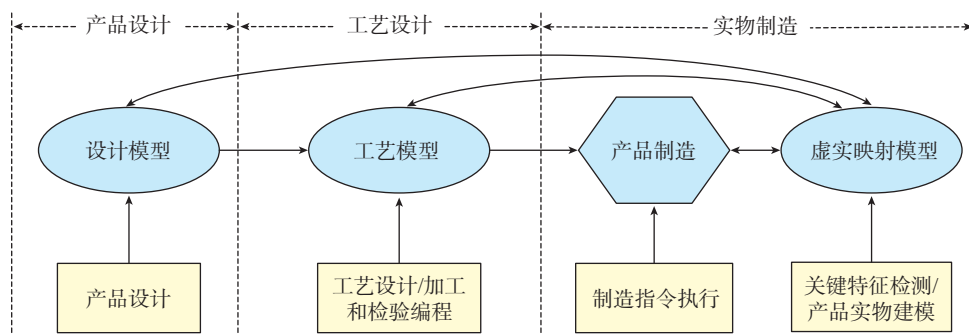 产品设计
工艺设计
实物制造
设计模型
工艺模型
产品制造
虚实映射模型
产品设计
工艺设计/加工
和检验编程
制造指令执行
关键特征检测/
产品实物建模